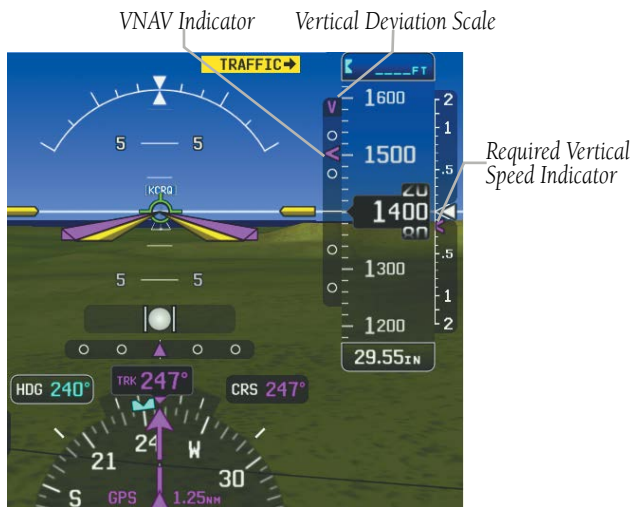 VNAV Indicator
Vertical Deviation Scale
TRAFFIC➔
____FT
V
1600
2
1
5
5
1500
.5
Required Vertical
Speed Indicator
KCRQ
20
1400
80
.5
5
5
1300
1
1200
2
29.55IN
HDG 240°
TRK 247°
CRS 247°
24
W
21
30
S
GPS
1.25NM